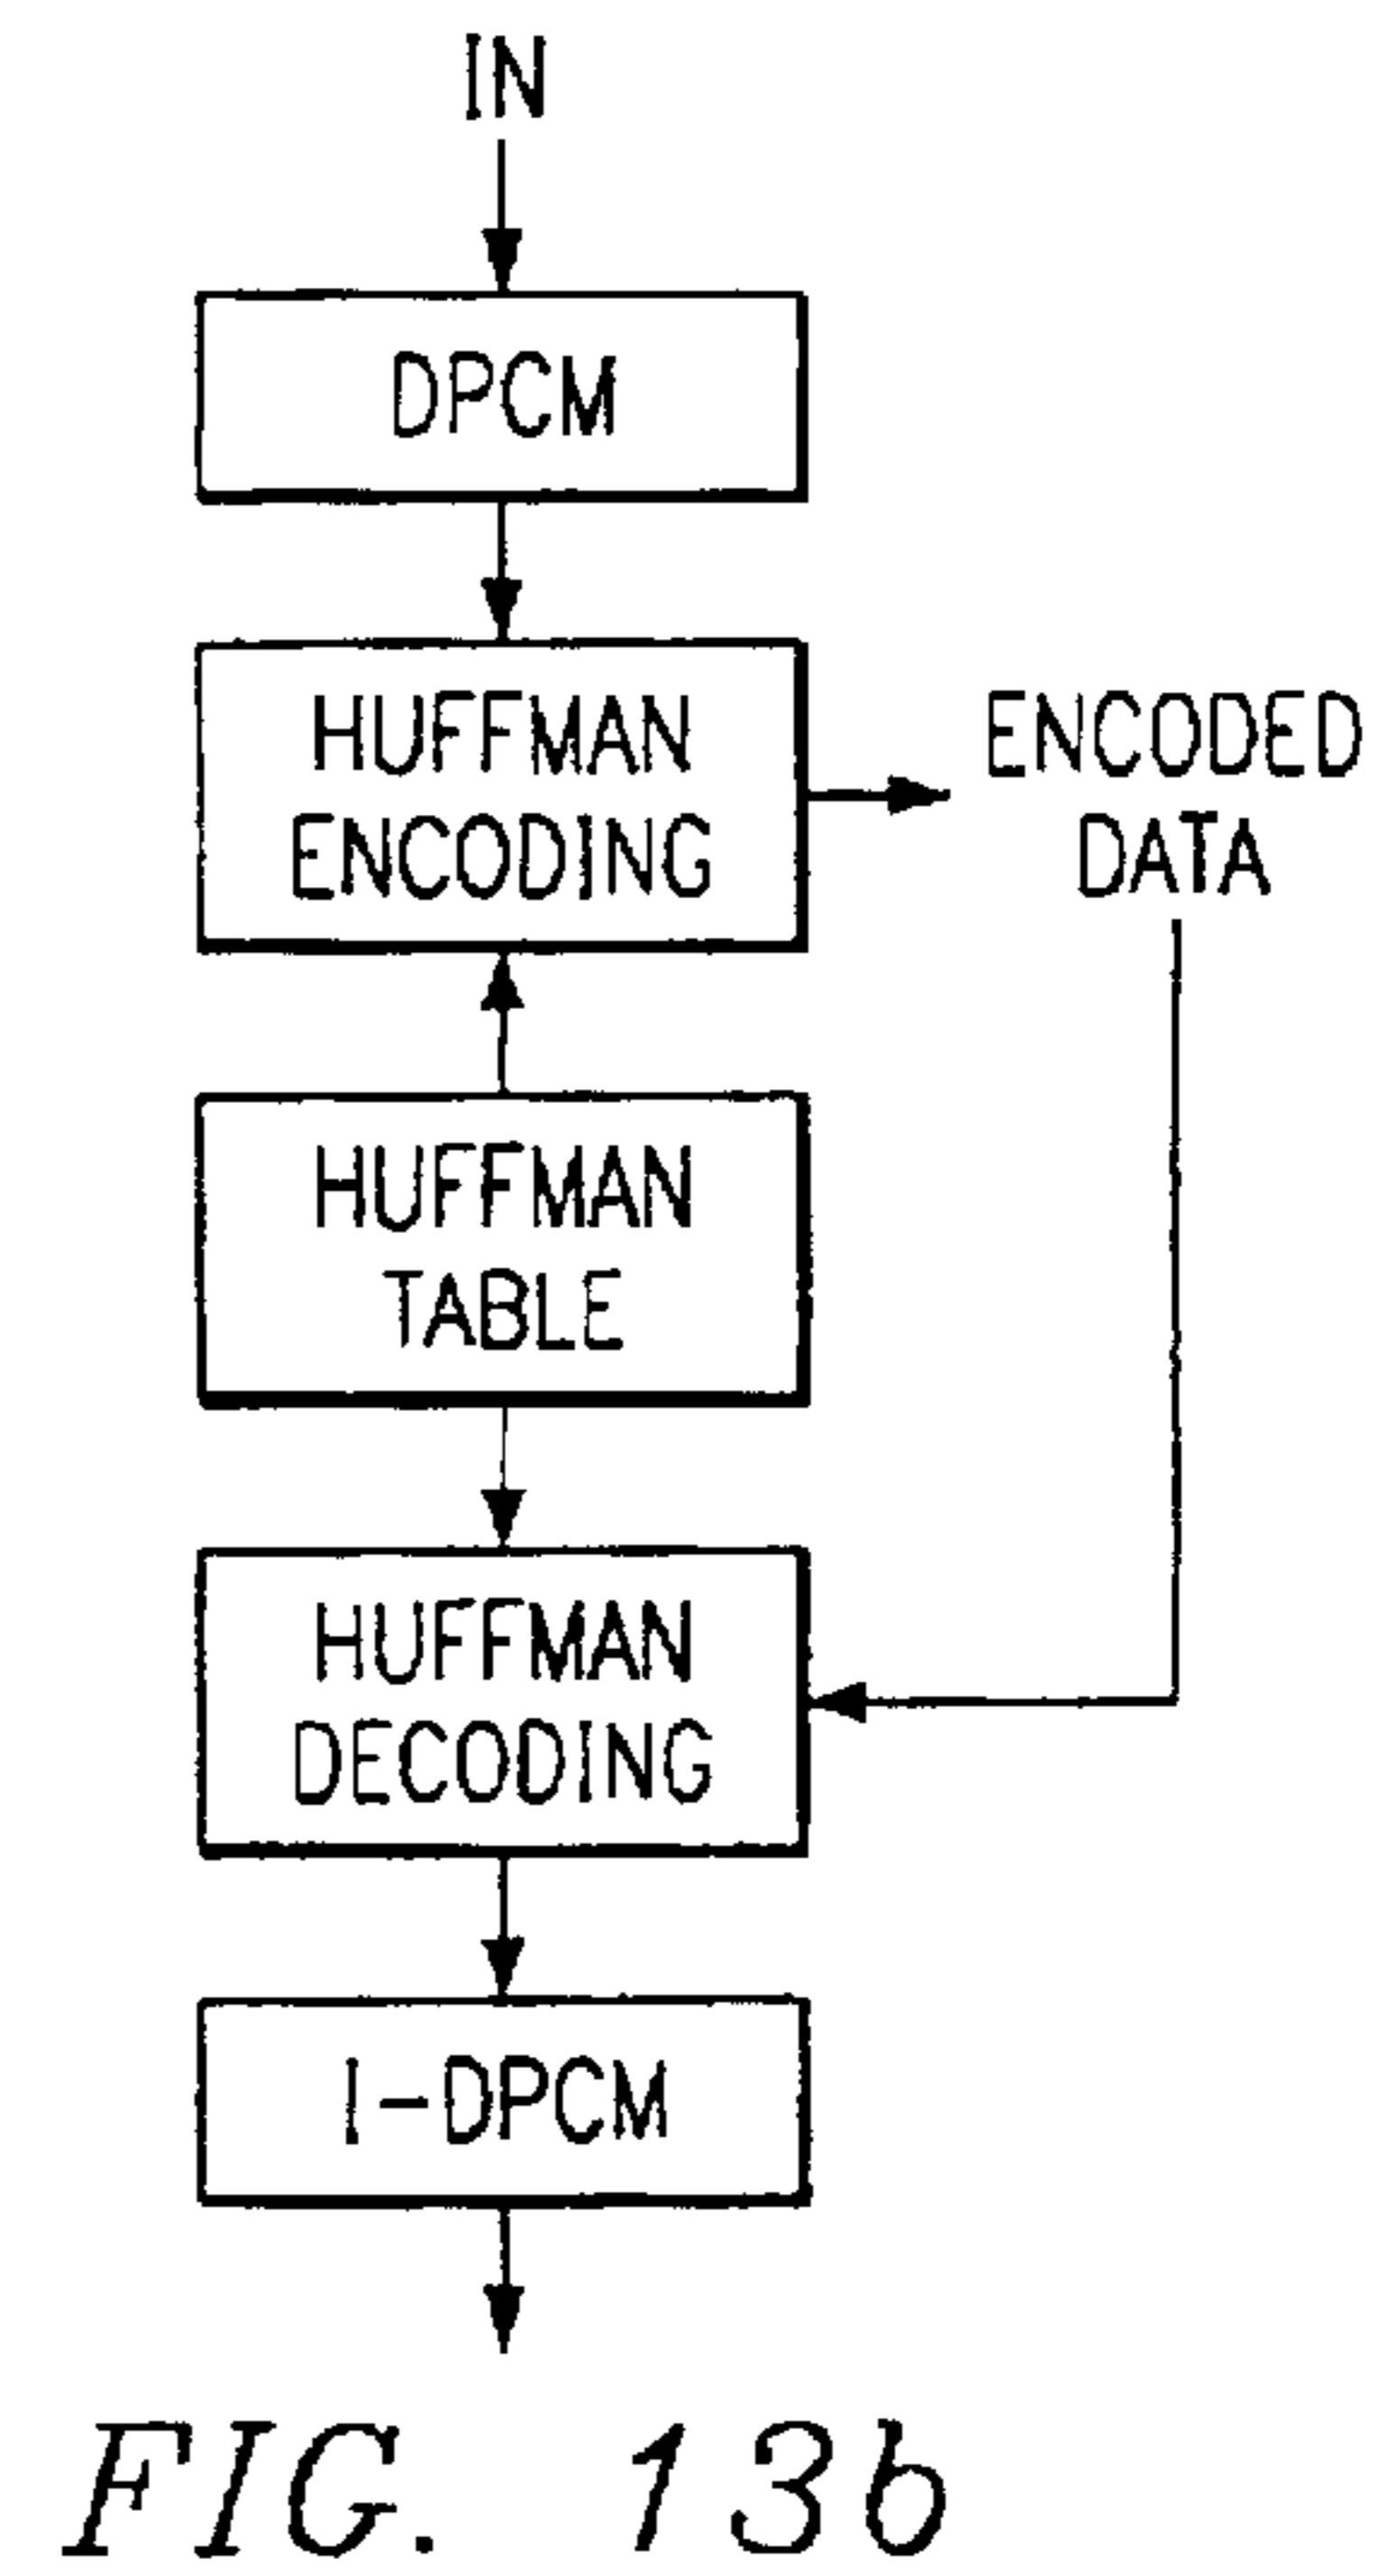 IN
DPCM
HUFFMAN
ENCODING
ENCODED
DATA
HUFFMAN
TABLE
HUFFMAN
DECODING
I-DPCM
FIG. 13b